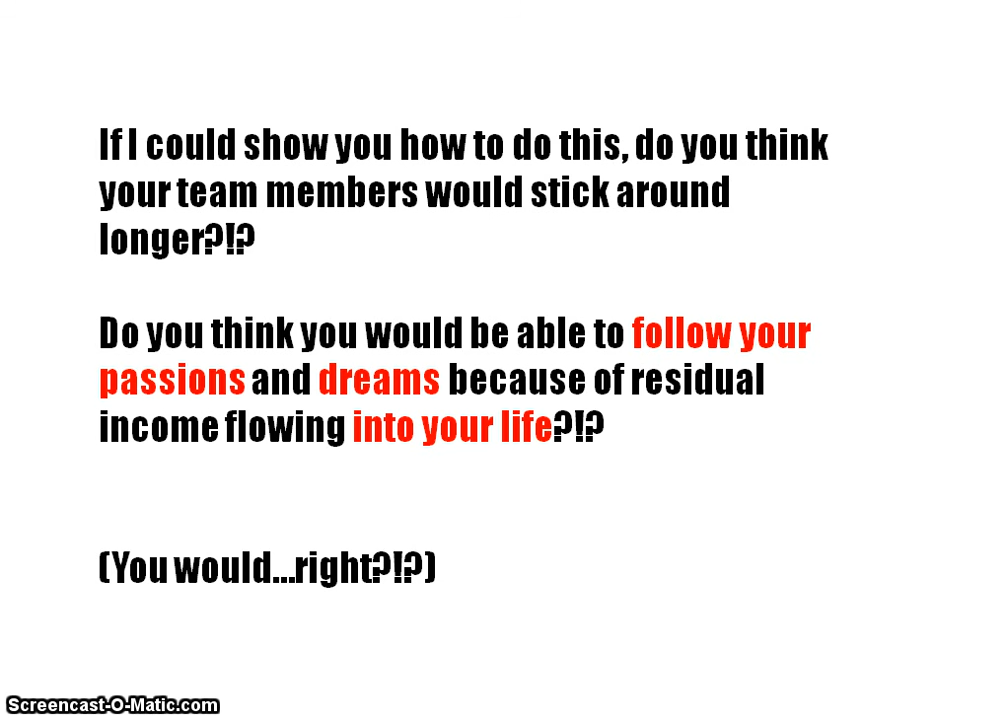 If I could show you how to do this, do you think
your team members would stick around
longer?!?
Do you think you would be able to follow your
passions and dreams because of residual
income flowing into your life?!?
(You would...right?!?)
Screencast-O-Matic.com